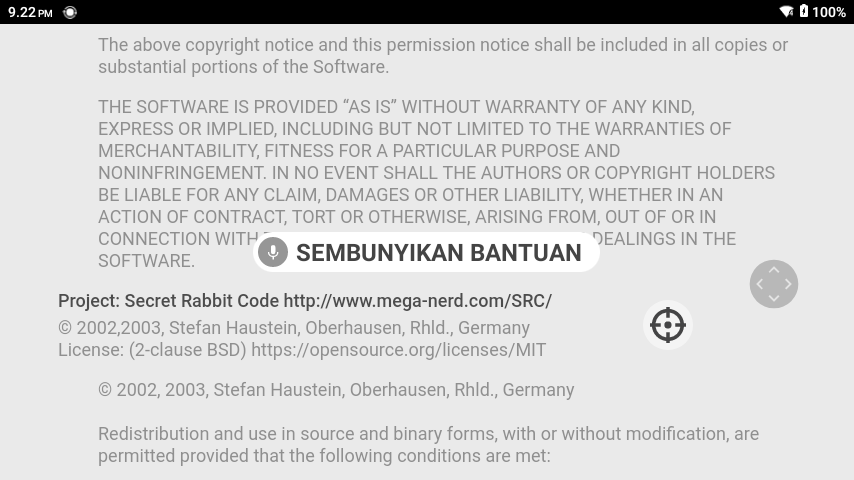 9.22 PM
100%
The above copyright notice and this permission notice shall be included in all copies or
substantial portions of the Software.
THE SOFTWARE IS PROVIDED “AS IS” WITHOUT WARRANTY OF ANY KIND,
EXPRESS OR IMPLIED, INCLUDING BUT NOT LIMITED TO THE WARRANTIES OF
MERCHANTABILITY, FITNESS FOR A PARTICULAR PURPOSE AND
NONINFRINGEMENT. IN NO EVENT SHALL THE AUTHORS OR COPYRIGHT HOLDERS
BE LIABLE FOR ANY CLAIM, DAMAGES OR OTHER LIABILITY, WHETHER IN AN
ACTION OF CONTRACT, TORT OR OTHERWISE, ARISING FROM, OUT OF OR IN
CONNECTION WITH DEALINGS IN THE
SEMBUNYIKAN BANTUAN
SOFTWARE.
Project: Secret Rabbit Code http://www.mega-nerd.com/SRC/
© 2002,2003, Stefan Haustein, Oberhausen, Rhld., Germany
License: (2-clause BSD) https://opensource.org/licenses/MIT
© 2002, 2003, Stefan Haustein, Oberhausen, Rhld., Germany
Redistribution and use in source and binary forms, with or without modification, are
permitted provided that the following conditions are met: